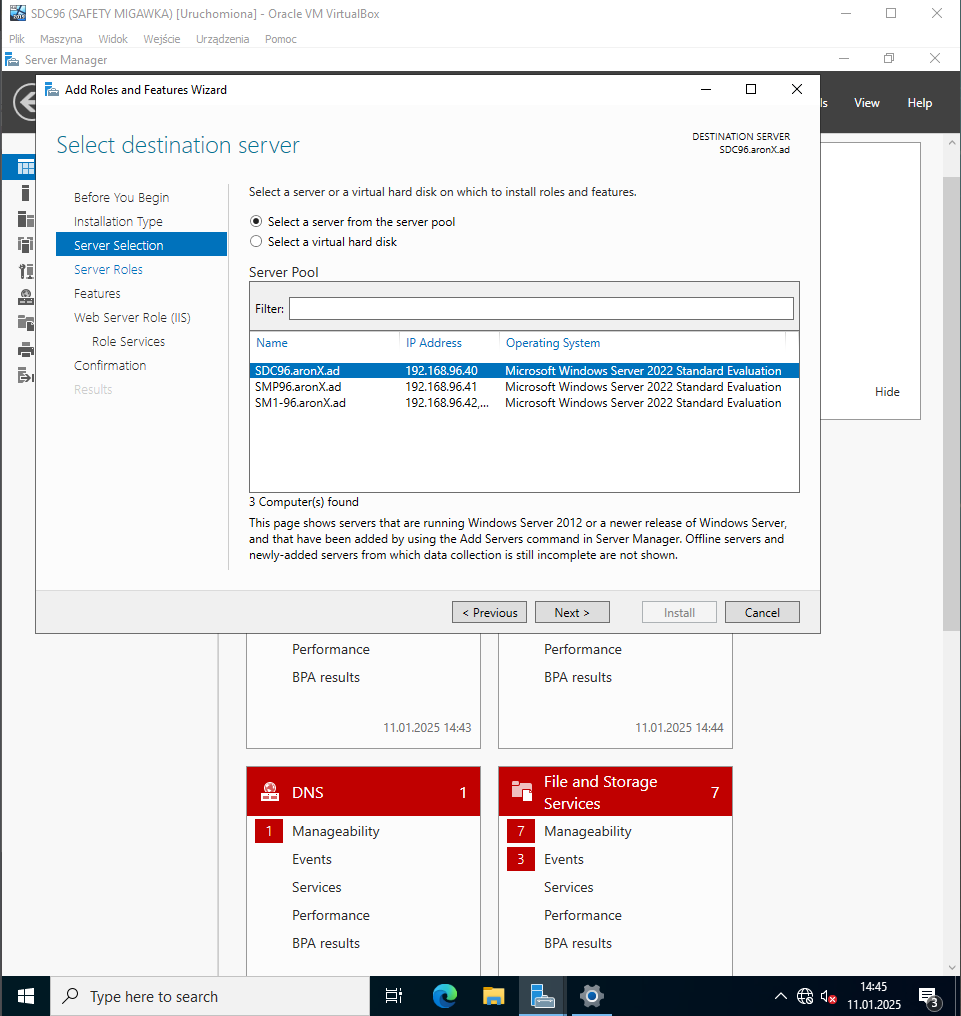 SDC96 (SAFETY MIGAWKA) [Uruchomiona] - Oracle VM VirtualBox
Plik Maszyna Widok Wejście Urządzenia Pomoc
Server Manager
Add Roles and Features Wizard
ls View Help
Select destination server
DESTINATION SERVER
SDC96.aronX.ad
Before You Begin
Installation Type
Server Selection
Server Roles
Features
Web Server Role (IIS)
Role Services
Confirmation
Results
Select a server or a virtual hard disk on which to install roles and features.
Select a server from the server pool
Select a virtual hard disk
Server Pool
Filter:
Name IP Address Operating System
SDC96.aronX.ad 192.168.96.40 Microsoft Windows Server 2022 Standard Evaluation
SMP96.aronX.ad 192.168.96.41 Microsoft Windows Server 2022 Standard Evaluation
SM1-96.aronX.ad 192.168.96.42,... Microsoft Windows Server 2022 Standard Evaluation
3 Computer(s) found
This page shows servers that are running Windows Server 2012 or a newer release of Windows Server,
and that have been added by using the Add Servers command in Server Manager. Offline servers and
newly-added servers from which data collection is still incomplete are not shown.
Hide
< Previous Next > Install Cancel
Performance
BPA results
11.01.2025 14:43
Performance
BPA results
11.01.2025 14:44
DNS 1
1 Manageability
Events
Services
Performance
BPA results
File and Storage
Services 7
7 Manageability
3 Events
Services
Performance
BPA results
Type here to search
14:45
11.01.2025
3